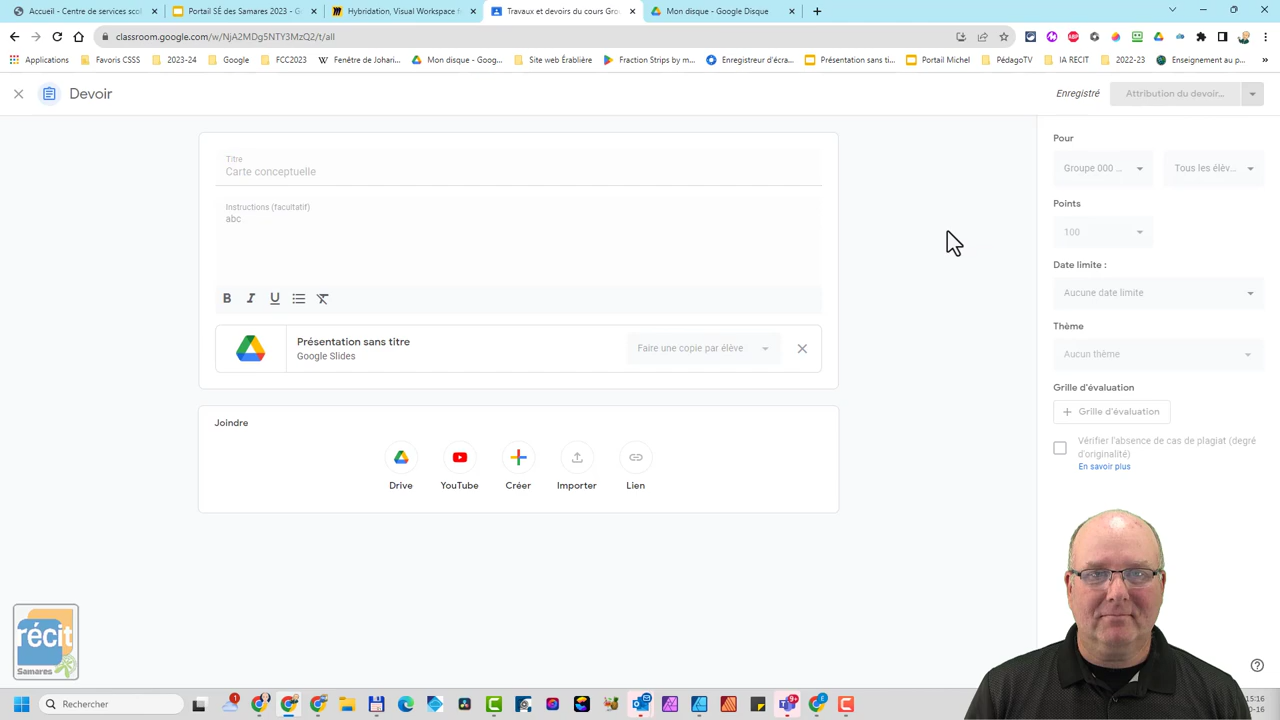 Accueil - Centre de services scol
Portail SÉ des Samares 2023 - G
Hybridation, Visual Workspace f
Travaux et devoirs du cours Gro
Mon disque - Google Disque
classroom.google.com/w/NjA2MDg5NTY3MzQ2/t/all
Applications
Favoris CSSS
2023-24
Google
FCC2023
Fenêtre de Johari...
Mon disque - Goog...
Site web Érablière
Fraction Strips by m...
Enregistreur d'écra...
Présentation sans ti...
Portail Michel
PédagoTV
IA RECIT
2022-23
Enseignement au p...
»
Devoir
Enregistré
Attribution du devoir...
Titre
Carte conceptuelle
Instructions (facultatif)
abc
B I U
Présentation sans titre
Google Slides
Faire une copie par élève
Joindre
Drive
YouTube
Créer
Importer
Lien
Pour
Groupe 000 ...
Tous les élèv...
Points
100
Date limite :
Aucune date limite
Thème
Aucun thème
Grille d'évaluation
+ Grille d'évaluation
Vérifier l'absence de cas de plagiat (degré
d'originalité)
En savoir plus
récit
Samares
Rechercher
15:16
0-16